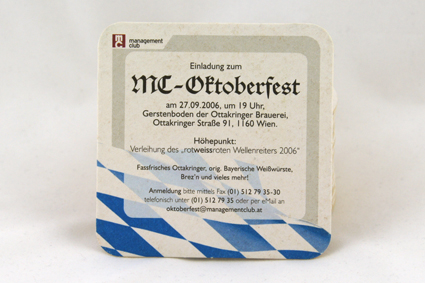 management
club
Einladung zum
MC-Oktoberfest
am 27.09.2006, um 19 Uhr,
Gerstenboden der Ottakringer Brauerei,
Ottakringer Straße 91, 1160 Wien.
Höhepunkt:
Verleihung des „rotweissroten Wellenreiters 2006"
Fassfrisches Ottakringer, orig. Bayerische Weißwürste,
Brez'n und vieles mehr!
Anmeldung bitte mittels Fax (01) 512 79 35-30
telefonisch unter (01) 512 79 35 oder per eMail an
oktoberfest@managementclub.at